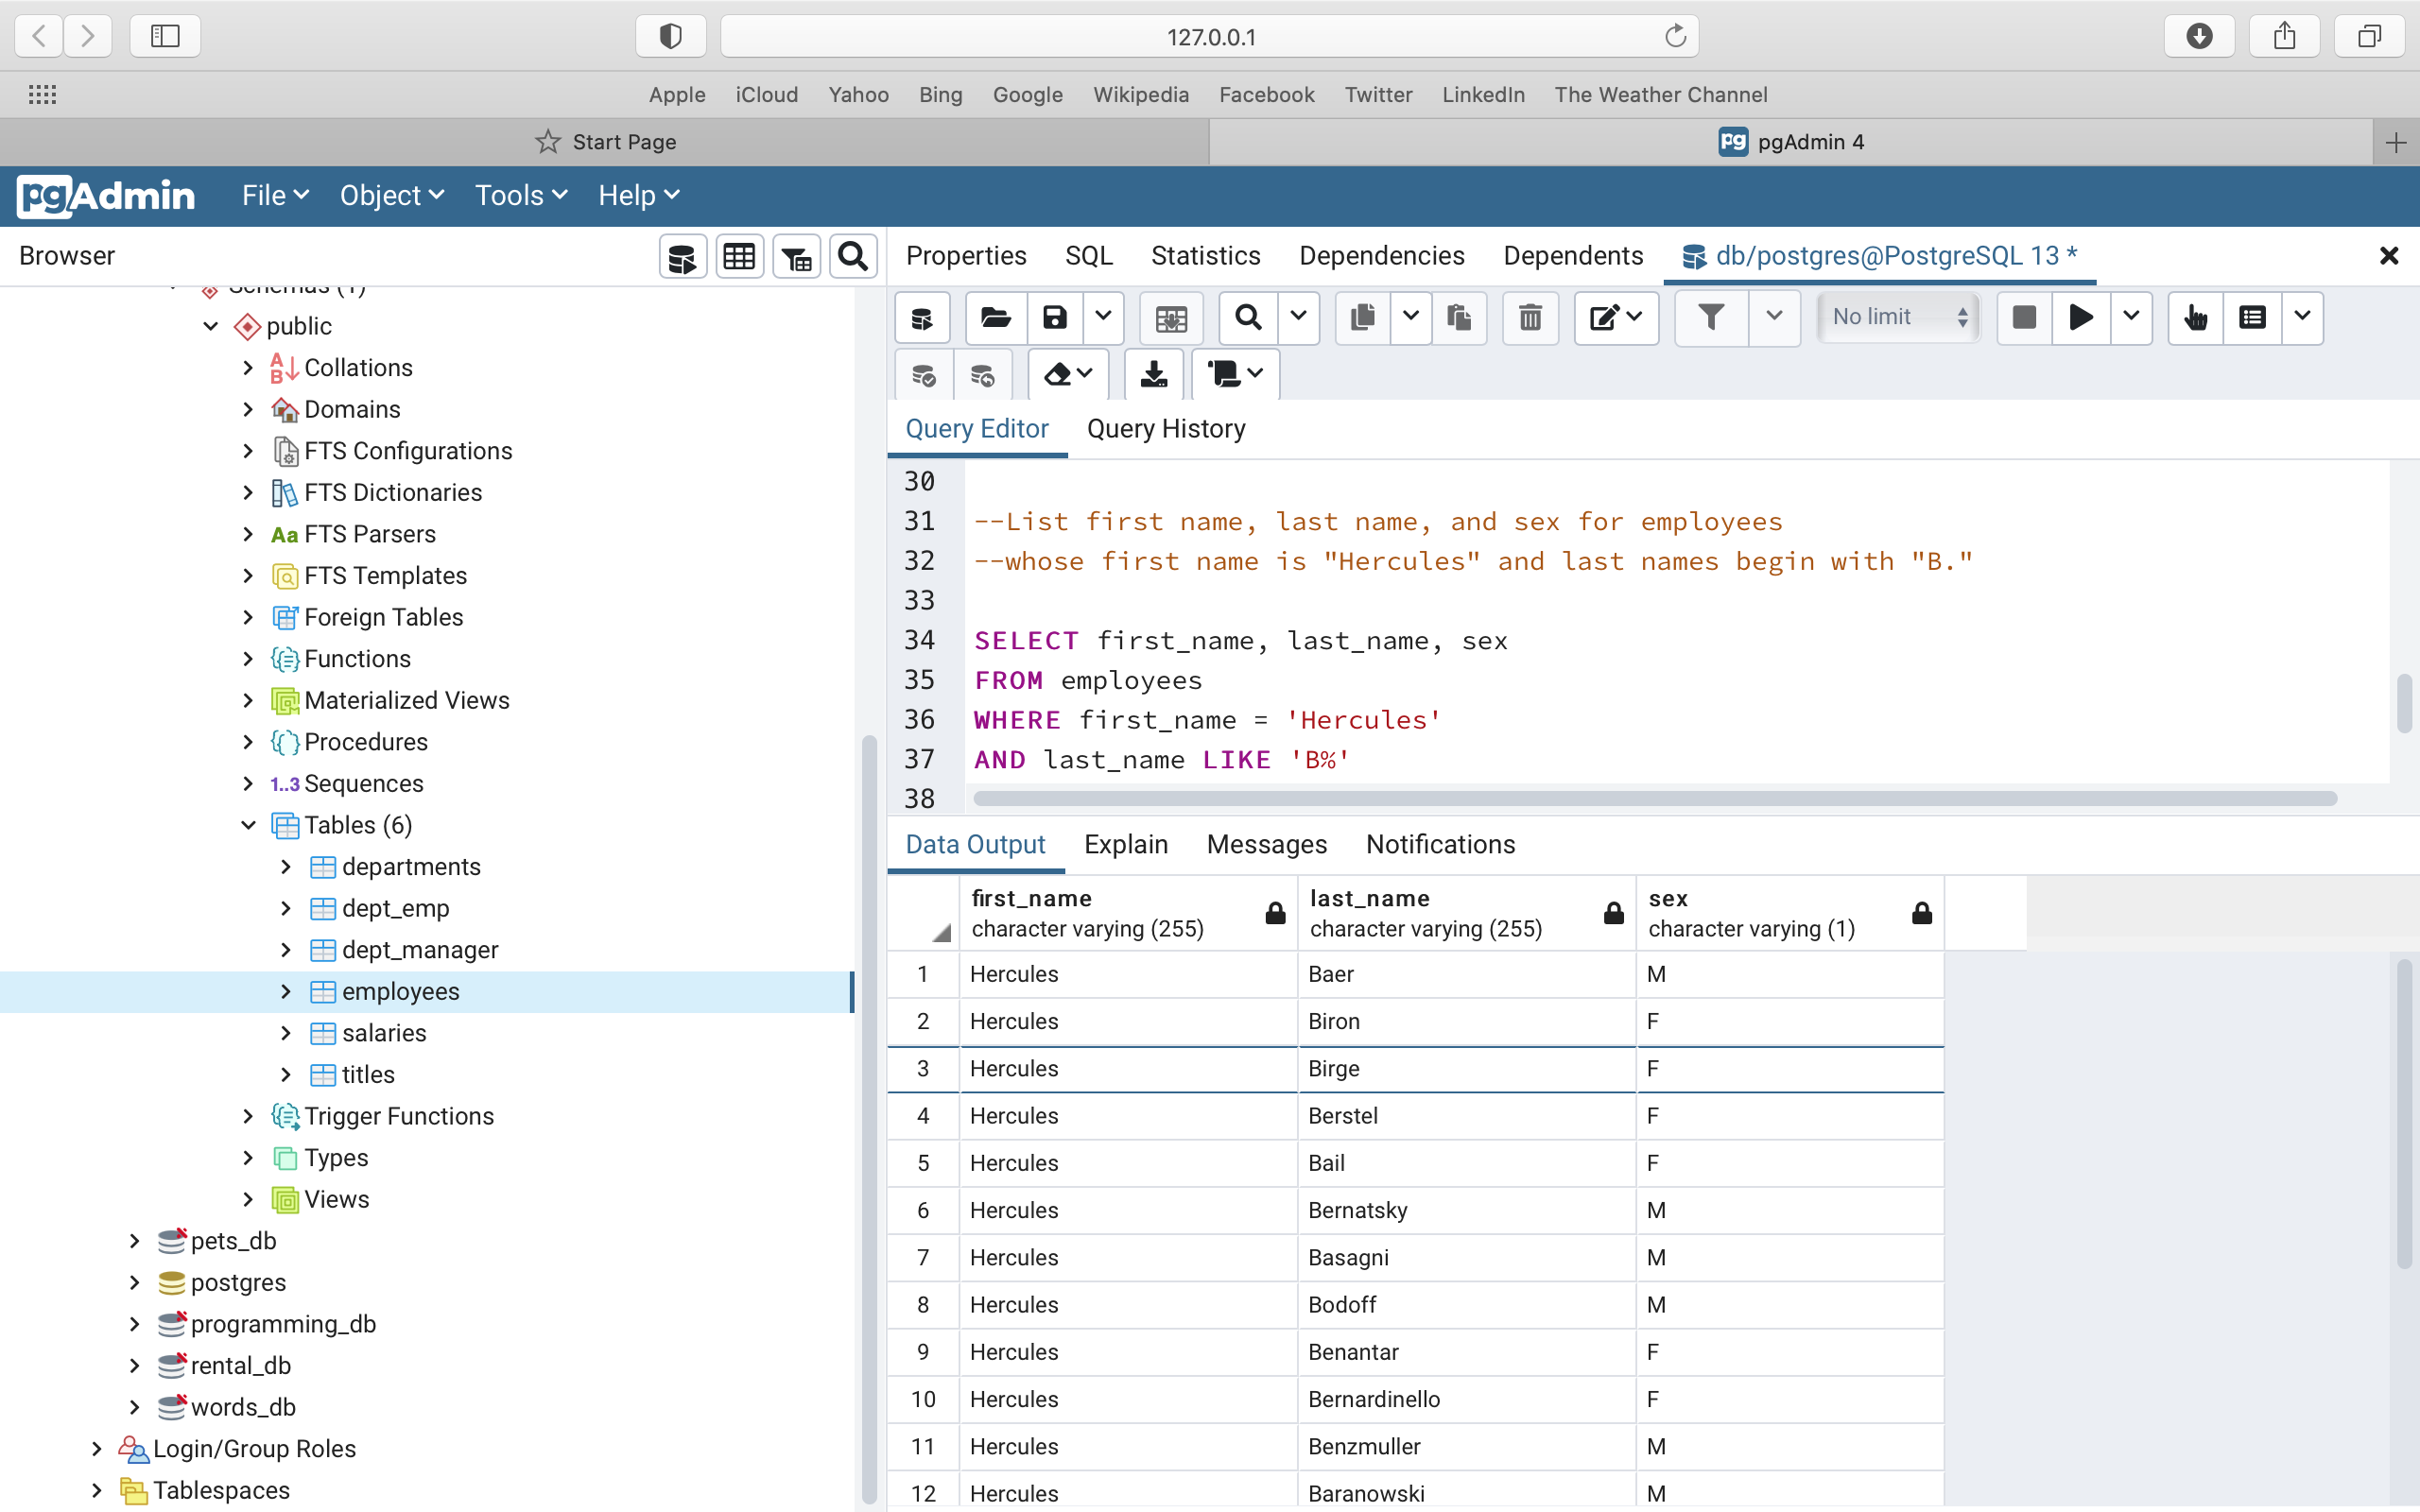 127.0.0.1
Apple iCloud Yahoo Bing Google Wikipedia Facebook Twitter LinkedIn The Weather Channel
Start Page
pgAdmin 4
pgAdmin File Object Tools Help
Browser
Schemas (1)
public
Collations
Domains
FTS Configurations
FTS Dictionaries
Aa FTS Parsers
FTS Templates
Foreign Tables
Functions
Materialized Views
Procedures
1..3 Sequences
Tables (6)
departments
dept_emp
dept_manager
employees
salaries
titles
Trigger Functions
Types
Views
pets_db
postgres
programming_db
rental_db
words_db
Login/Group Roles
Tablespaces
Properties SQL Statistics Dependencies Dependents db/postgres@PostgreSQL 13 *
No limit
Query Editor Query History
30
31 --List first name, last name, and sex for employees
32 --whose first name is "Hercules" and last names begin with "B."
33
34 SELECT first_name, last_name, sex
35 FROM employees
36 WHERE first_name = 'Hercules'
37 AND last_name LIKE 'B%'
38
Data Output Explain Messages Notifications
first_name last_name sex
character varying (255) character varying (255) character varying (1)
1 Hercules Baer M
2 Hercules Biron F
3 Hercules Birge F
4 Hercules Berstel F
5 Hercules Bail F
6 Hercules Bernatsky M
7 Hercules Basagni M
8 Hercules Bodoff M
9 Hercules Benantar F
10 Hercules Bernardinello F
11 Hercules Benzmuller M
12 Hercules Baranowski M